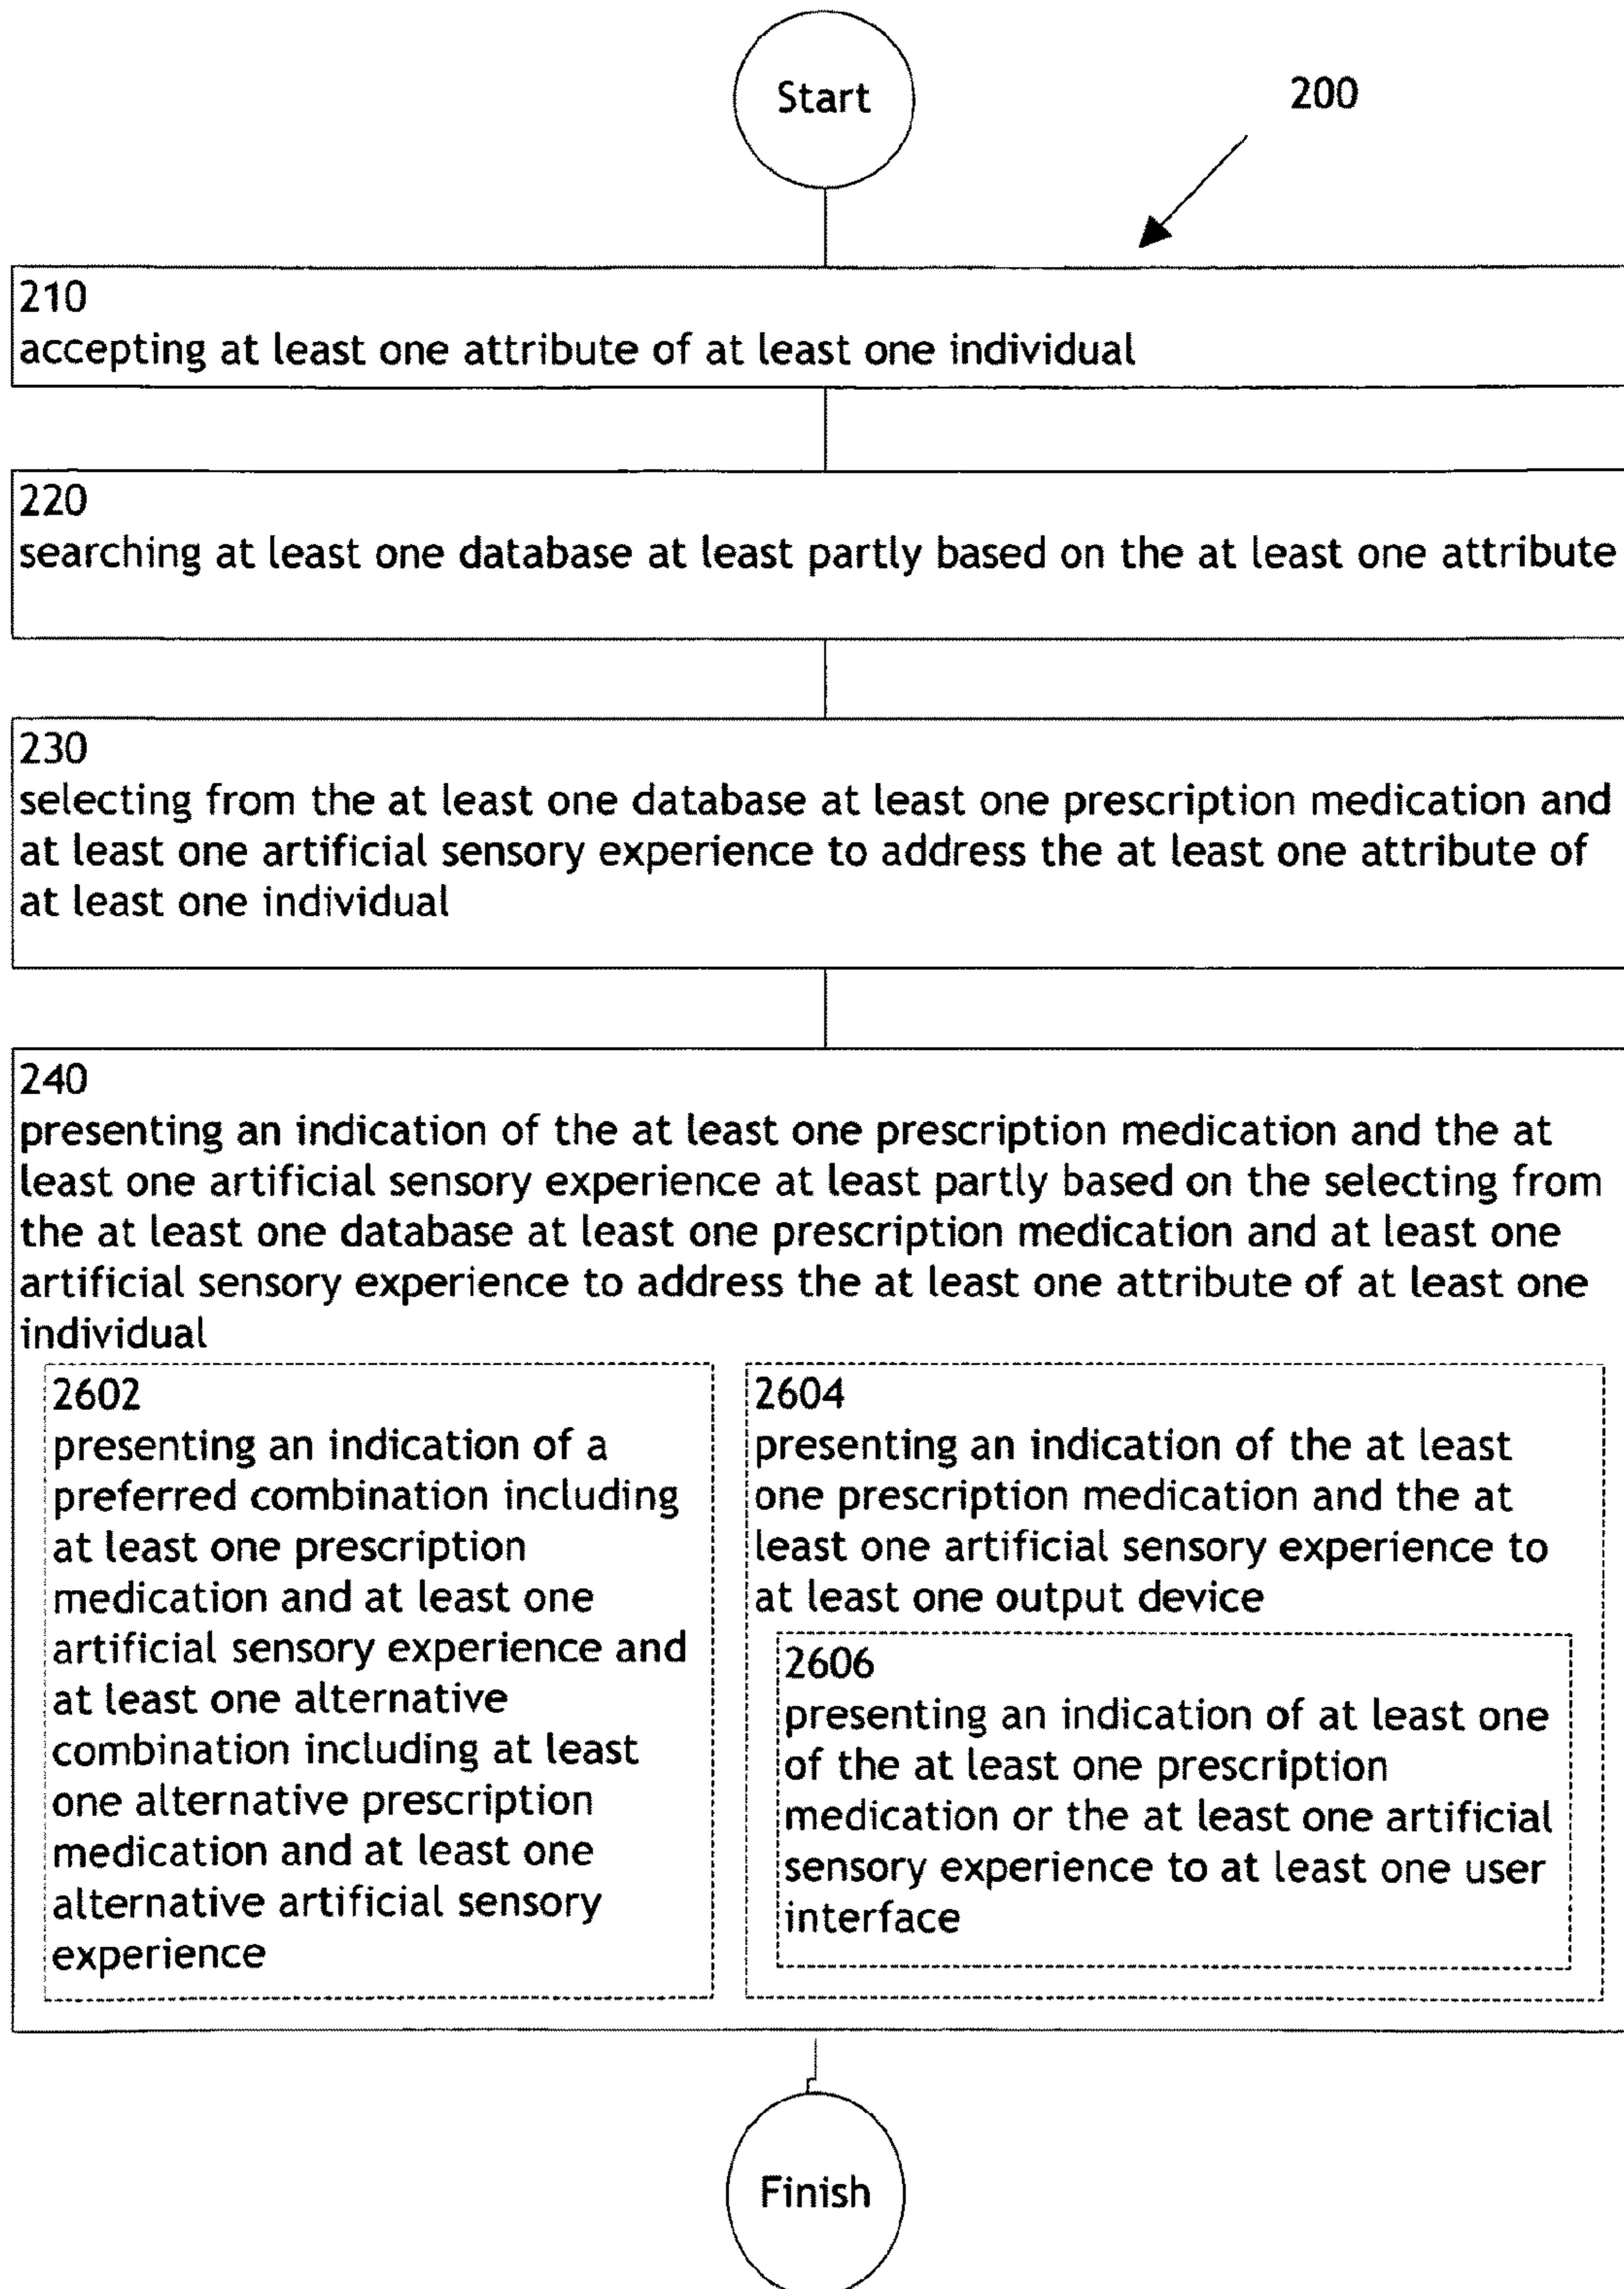 Start
200
210
accepting at least one attribute of at least one individual
220
searching at least one database at least partly based on the at least one attribute
230
selecting from the at least one database at least one prescription medication and
at least one artificial sensory experience to address the at least one attribute of
at least one individual
240
presenting an indication of the at least one prescription medication and the at
least one artificial sensory experience at least partly based on the selecting from
the at least one database at least one prescription medication and at least one
artificial sensory experience to address the at least one attribute of at least one
individual
2602
presenting an indication of a
preferred combination including
at least one prescription
medication and at least one
artificial sensory experience and
at least one alternative
combination including at least
one alternative prescription
medication and at least one
alternative artificial sensory
experience
2604
presenting an indication of the at least
one prescription medication and the at
least one artificial sensory experience to
at least one output device
2606
presenting an indication of at least one
of the at least one prescription
medication or the at least one artificial
sensory experience to at least one user
interface
Finish